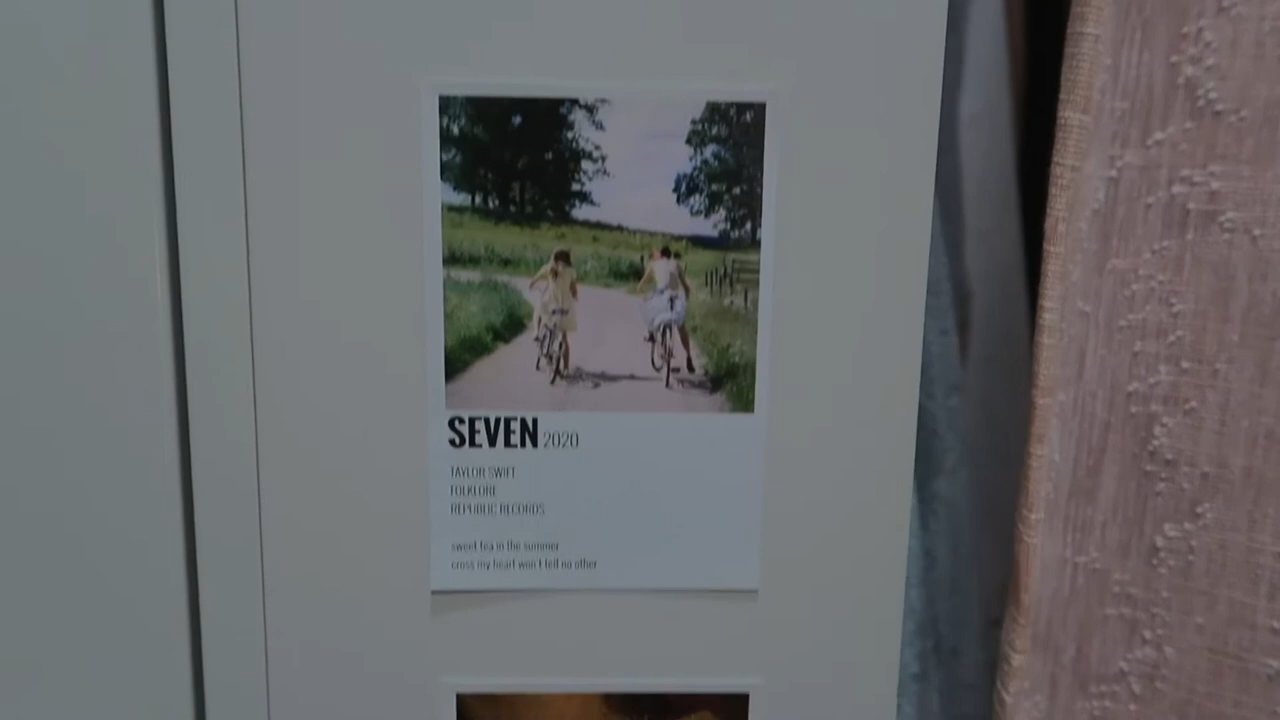 SEVEN 2020
TAYLOR SWIFT
FOLKLORE
REPUBLIC RECORDS
sweet tea in the summer
cross my heart won't tell no other